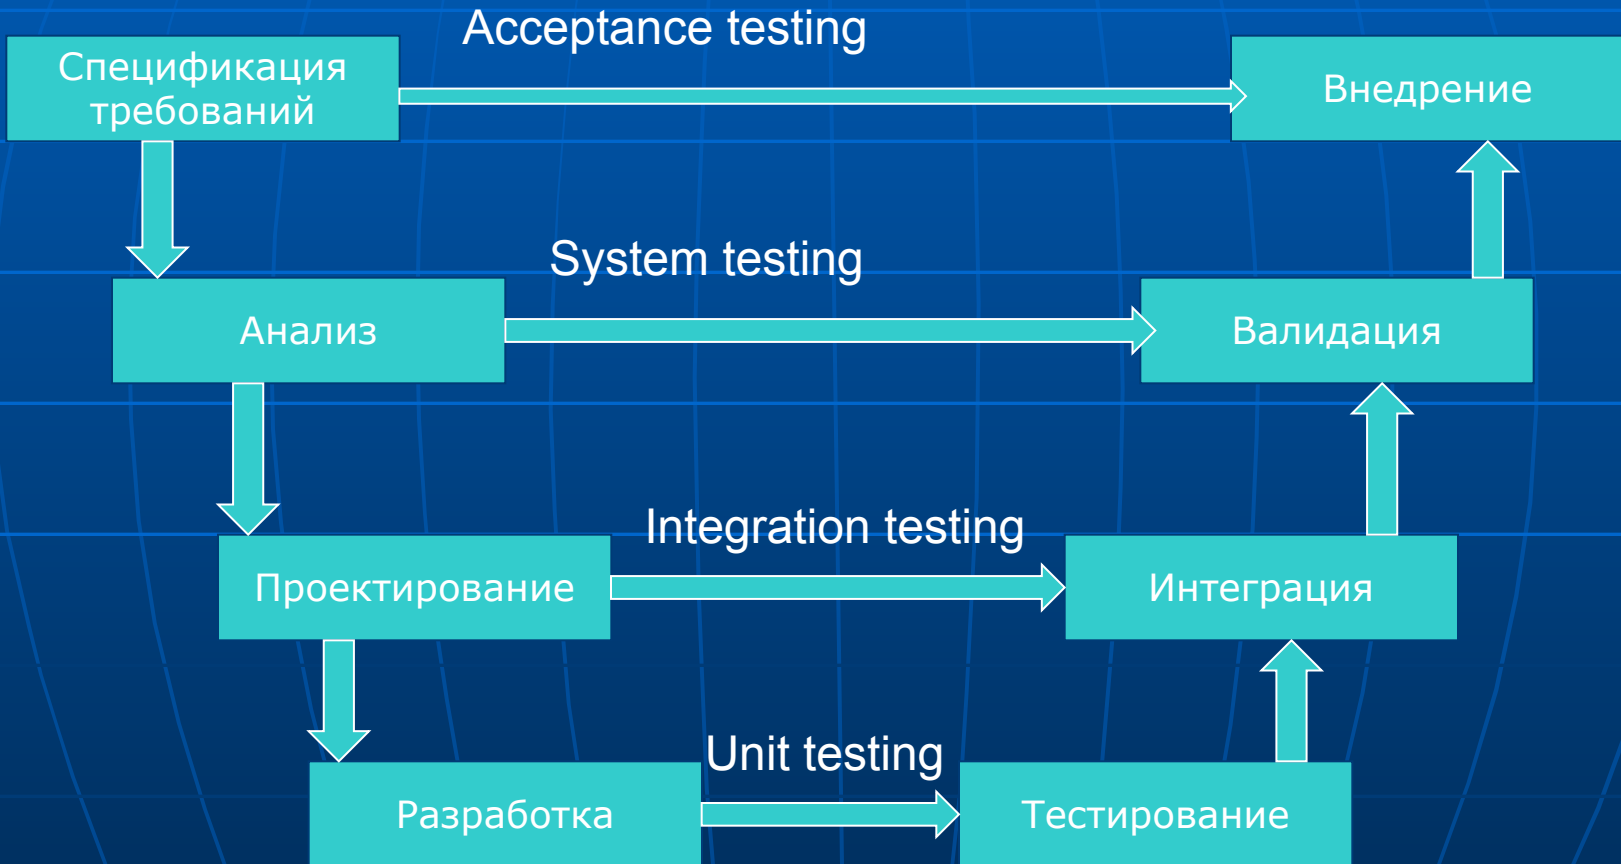 Acceptance testing
Спецификация
требований
Внедрение
System testing
Анализ
Валидация
Integration testing
Проектирование
Интеграция
Unit testing
Разработка
Тестирование